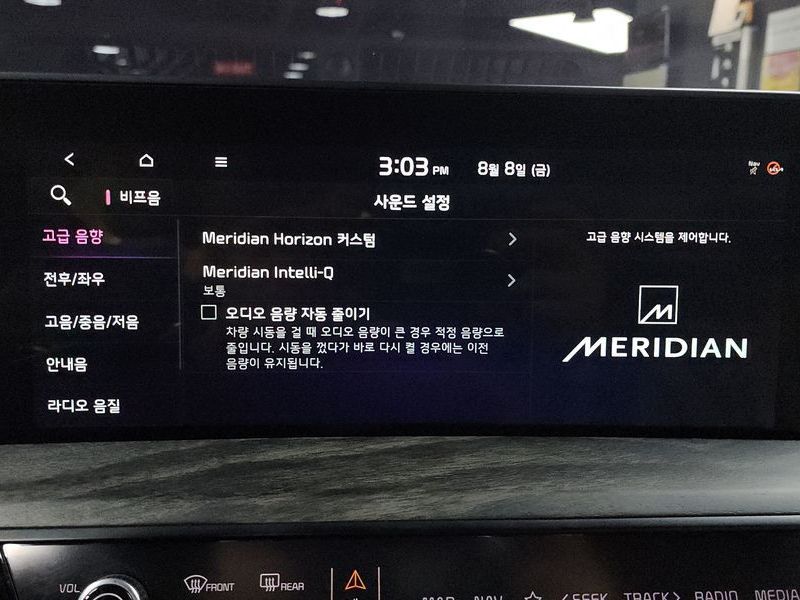 3:03 PM 8월 8일 (금)
Nav
비프음
사운드 설정
고급 음향
전후/좌우
고음/중음/저음
안내음
라디오 음질
Meridian Horizon 커스텀
Meridian Intelli-Q
보통
오디오 음량 자동 줄이기
차량 시동을 걸 때 오디오 음량이 큰 경우 적정 음량으로
줄입니다. 시동을 껐다가 바로 다시 켤 경우에는 이전
음량이 유지됩니다.
고급 음향 시스템을 제어합니다.
MERIDIAN
VOL FRONT REAR MAP NAV SEEK TRACK RADIO MEDIA